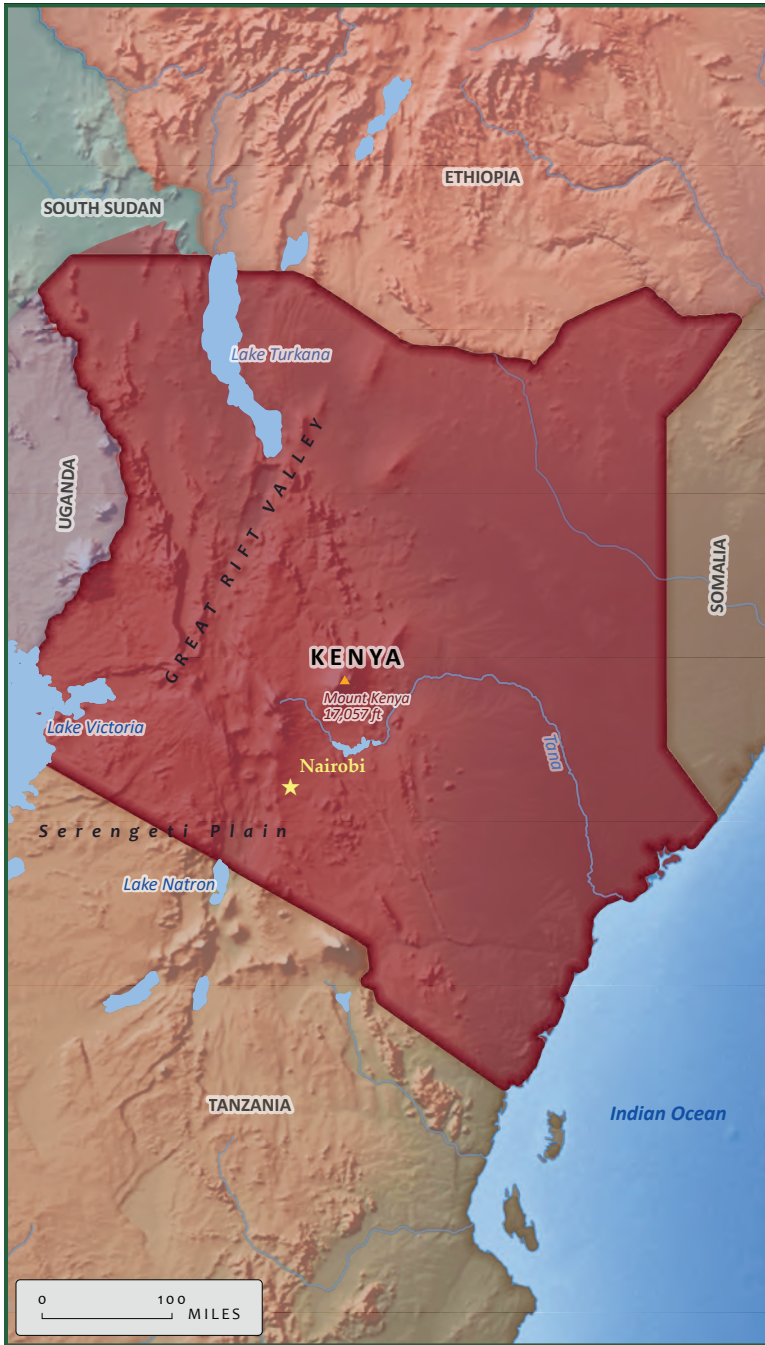 ETHIOPIA
SOUTH SUDAN
Lake Turkana
GREAT RIFT VALLEY
UGANDA
SOMALIA
KENYA
Mount Kenya
17,057 ft
Lake Victoria
Tana
Nairobi
Serengeti Plain
Lake Natron
TANZANIA
Indian Ocean
0 100
MILES